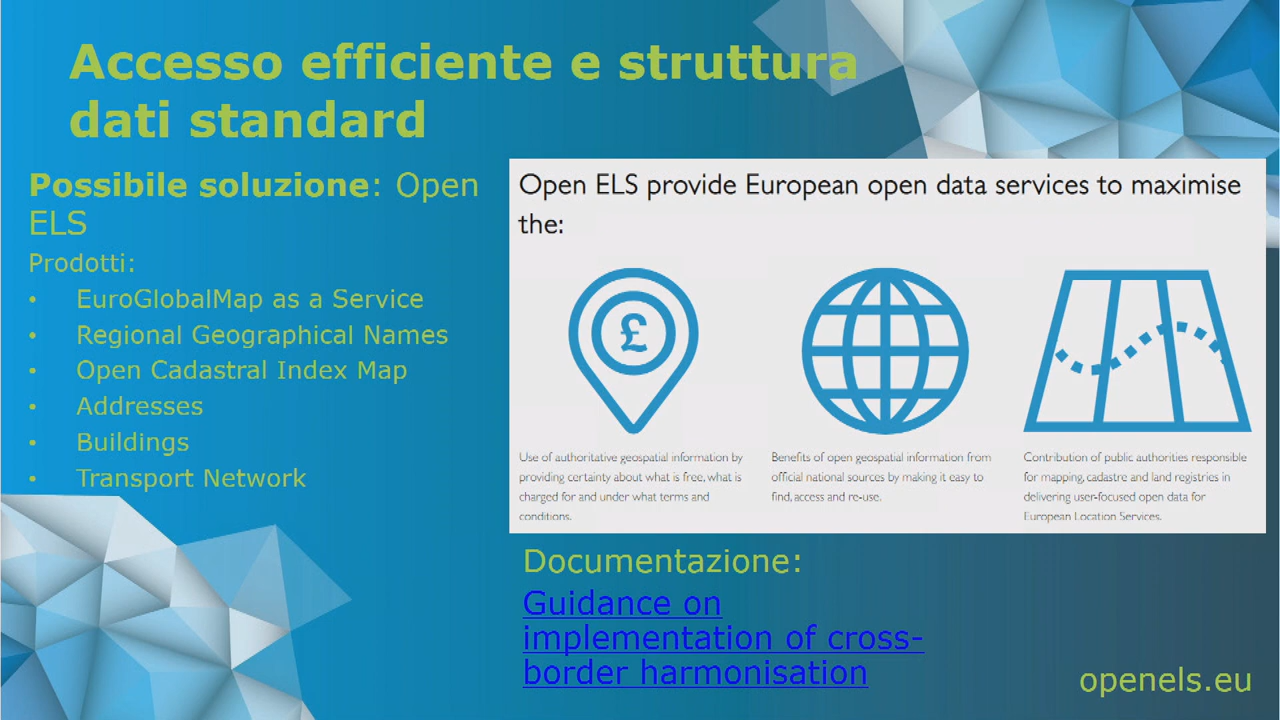 Accesso efficiente e struttura
dati standard
Possibile soluzione: Open
ELS
Prodotti:
• EuroGlobalMap as a Service
• Regional Geographical Names
• Open Cadastral Index Map
• Addresses
• Buildings
• Transport Network
Open ELS provide European open data services to maximise
the:
£
Use of authoritative geospatial information by
providing certainty about what is free, what is
charged for and under what terms and
conditions.
Benefits of open geospatial information from
official national sources by making it easy to
find, access and re-use.
Contribution of public authorities responsible
for mapping, cadastre and land registries in
delivering user-focused open data for
European Location Services.
Documentazione:
Guidance on
implementation of cross-
border harmonisation
openels.eu